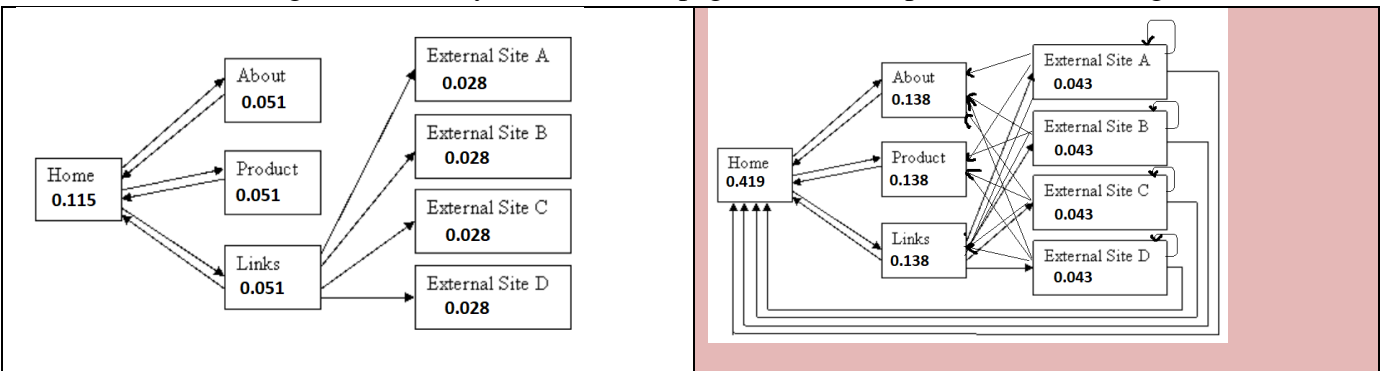 External Site A
0.028
About
0.051
External Site B
0.028
Home
0.115
Product
0.051
External Site C
0.028
Links
0.051
External Site D
0.028
External Site A
0.043
About
0.138
External Site B
0.043
Home
0.419
Product
0.138
External Site C
0.043
Links
0.138
External Site D
0.043